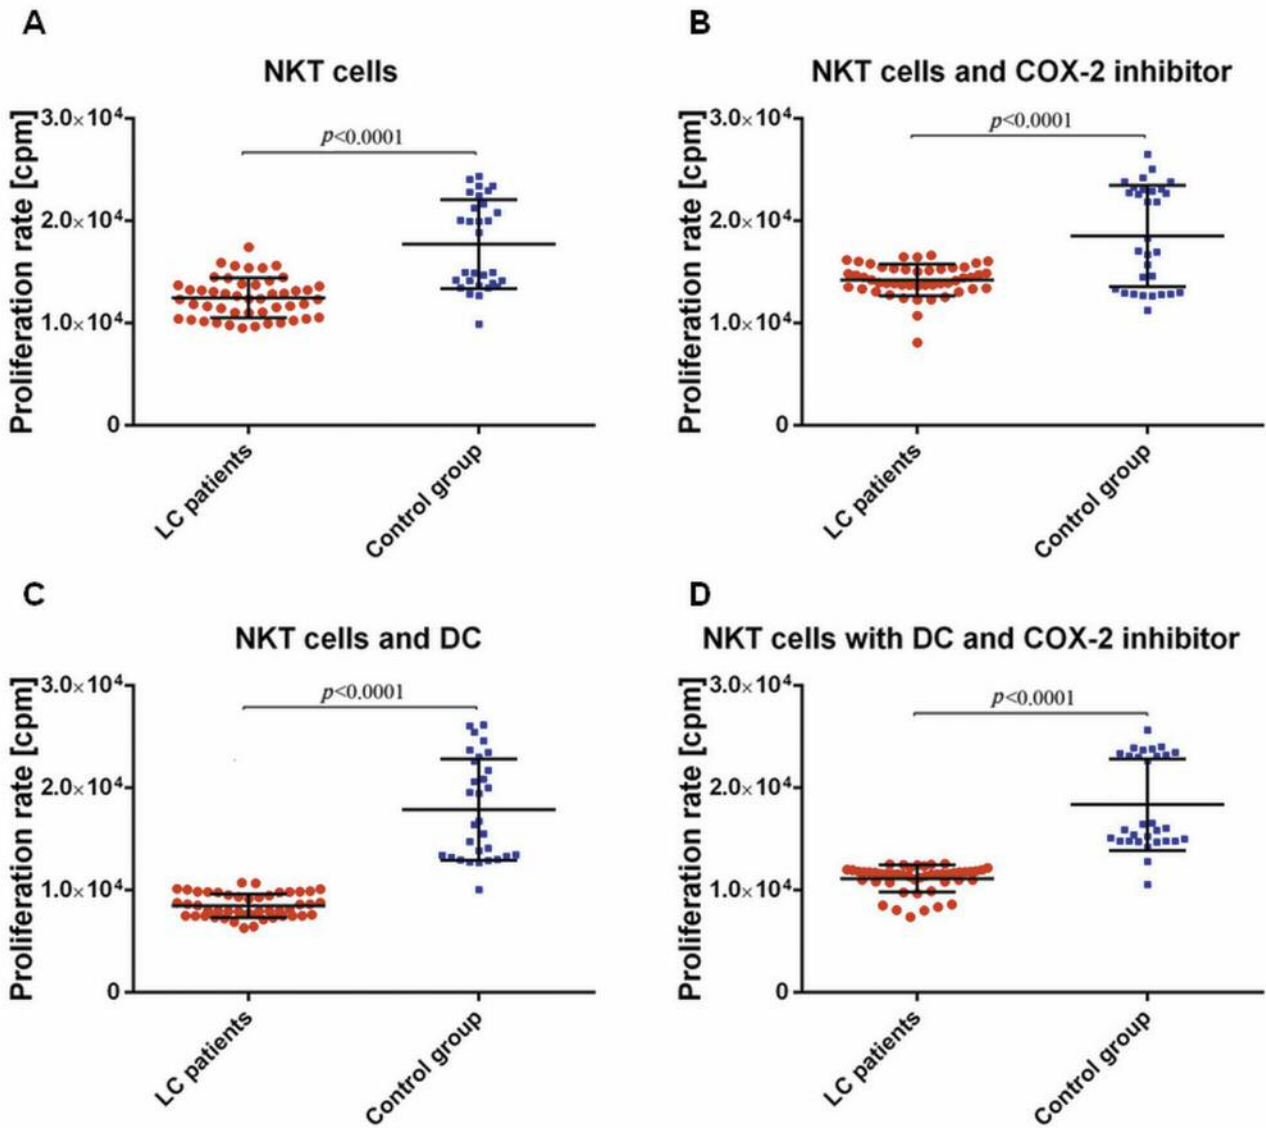 A
NKT cells
Proliferation rate [cpm]
3.0×10⁴
2.0×10⁴
1.0×10⁴
0
p<0.0001
LC patients
Control group
B
NKT cells and COX-2 inhibitor
Proliferation rate [cpm]
3.0×10⁴
2.0×10⁴
1.0×10⁴
0
p<0.0001
LC patients
Control group
C
NKT cells and DC
Proliferation rate [cpm]
3.0×10⁴
2.0×10⁴
1.0×10⁴
0
p<0.0001
LC patients
Control group
D
NKT cells with DC and COX-2 inhibitor
Proliferation rate [cpm]
3.0×10⁴
2.0×10⁴
1.0×10⁴
0
p<0.0001
LC patients
Control group